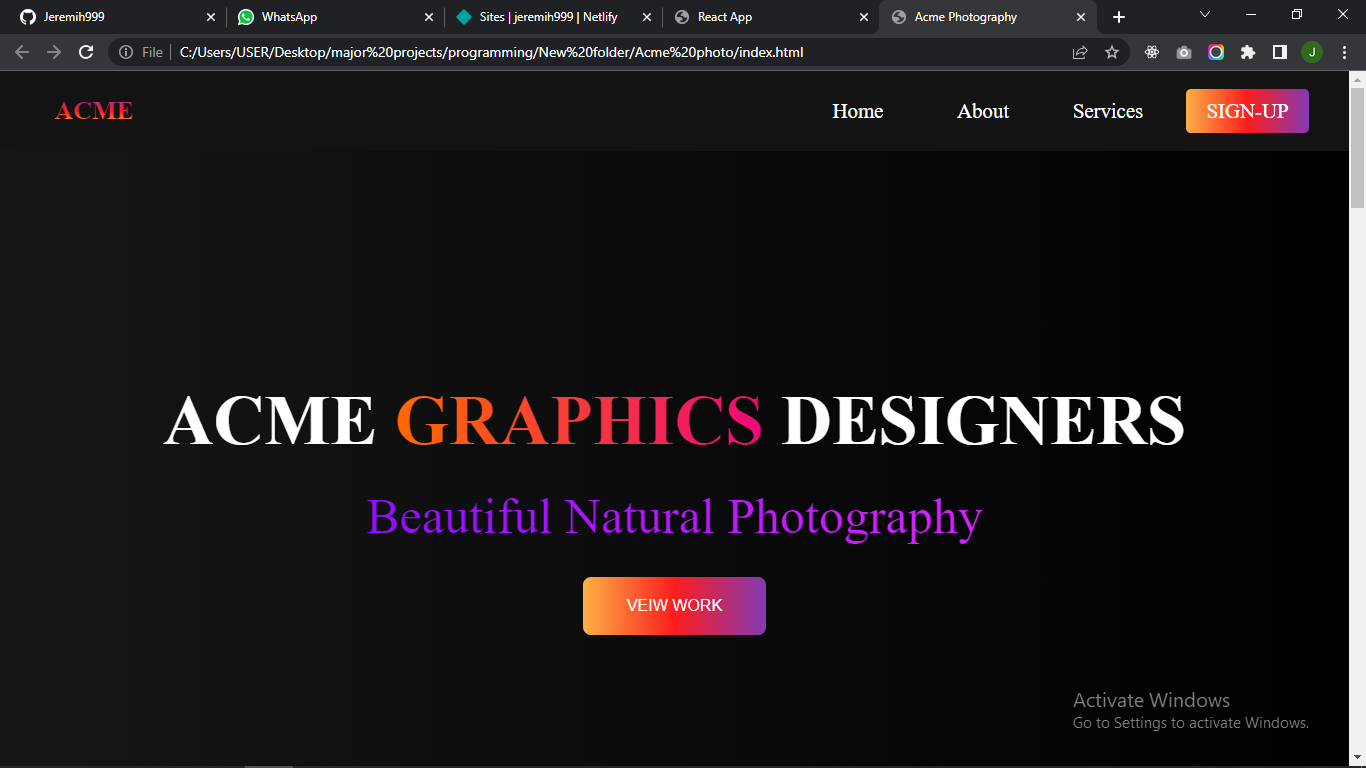 Jeremih999
WhatsApp
Sites | jeremih999 | Netlify
React App
Acme Photography
File
C:/Users/USER/Desktop/major%20projects/programming/New%20folder/Acme%20photo/index.html
J
ACME
Home
About
Services
SIGN-UP
ACME GRAPHICS DESIGNERS
Beautiful Natural Photography
VEIW WORK
Activate Windows
Go to Settings to activate Windows.